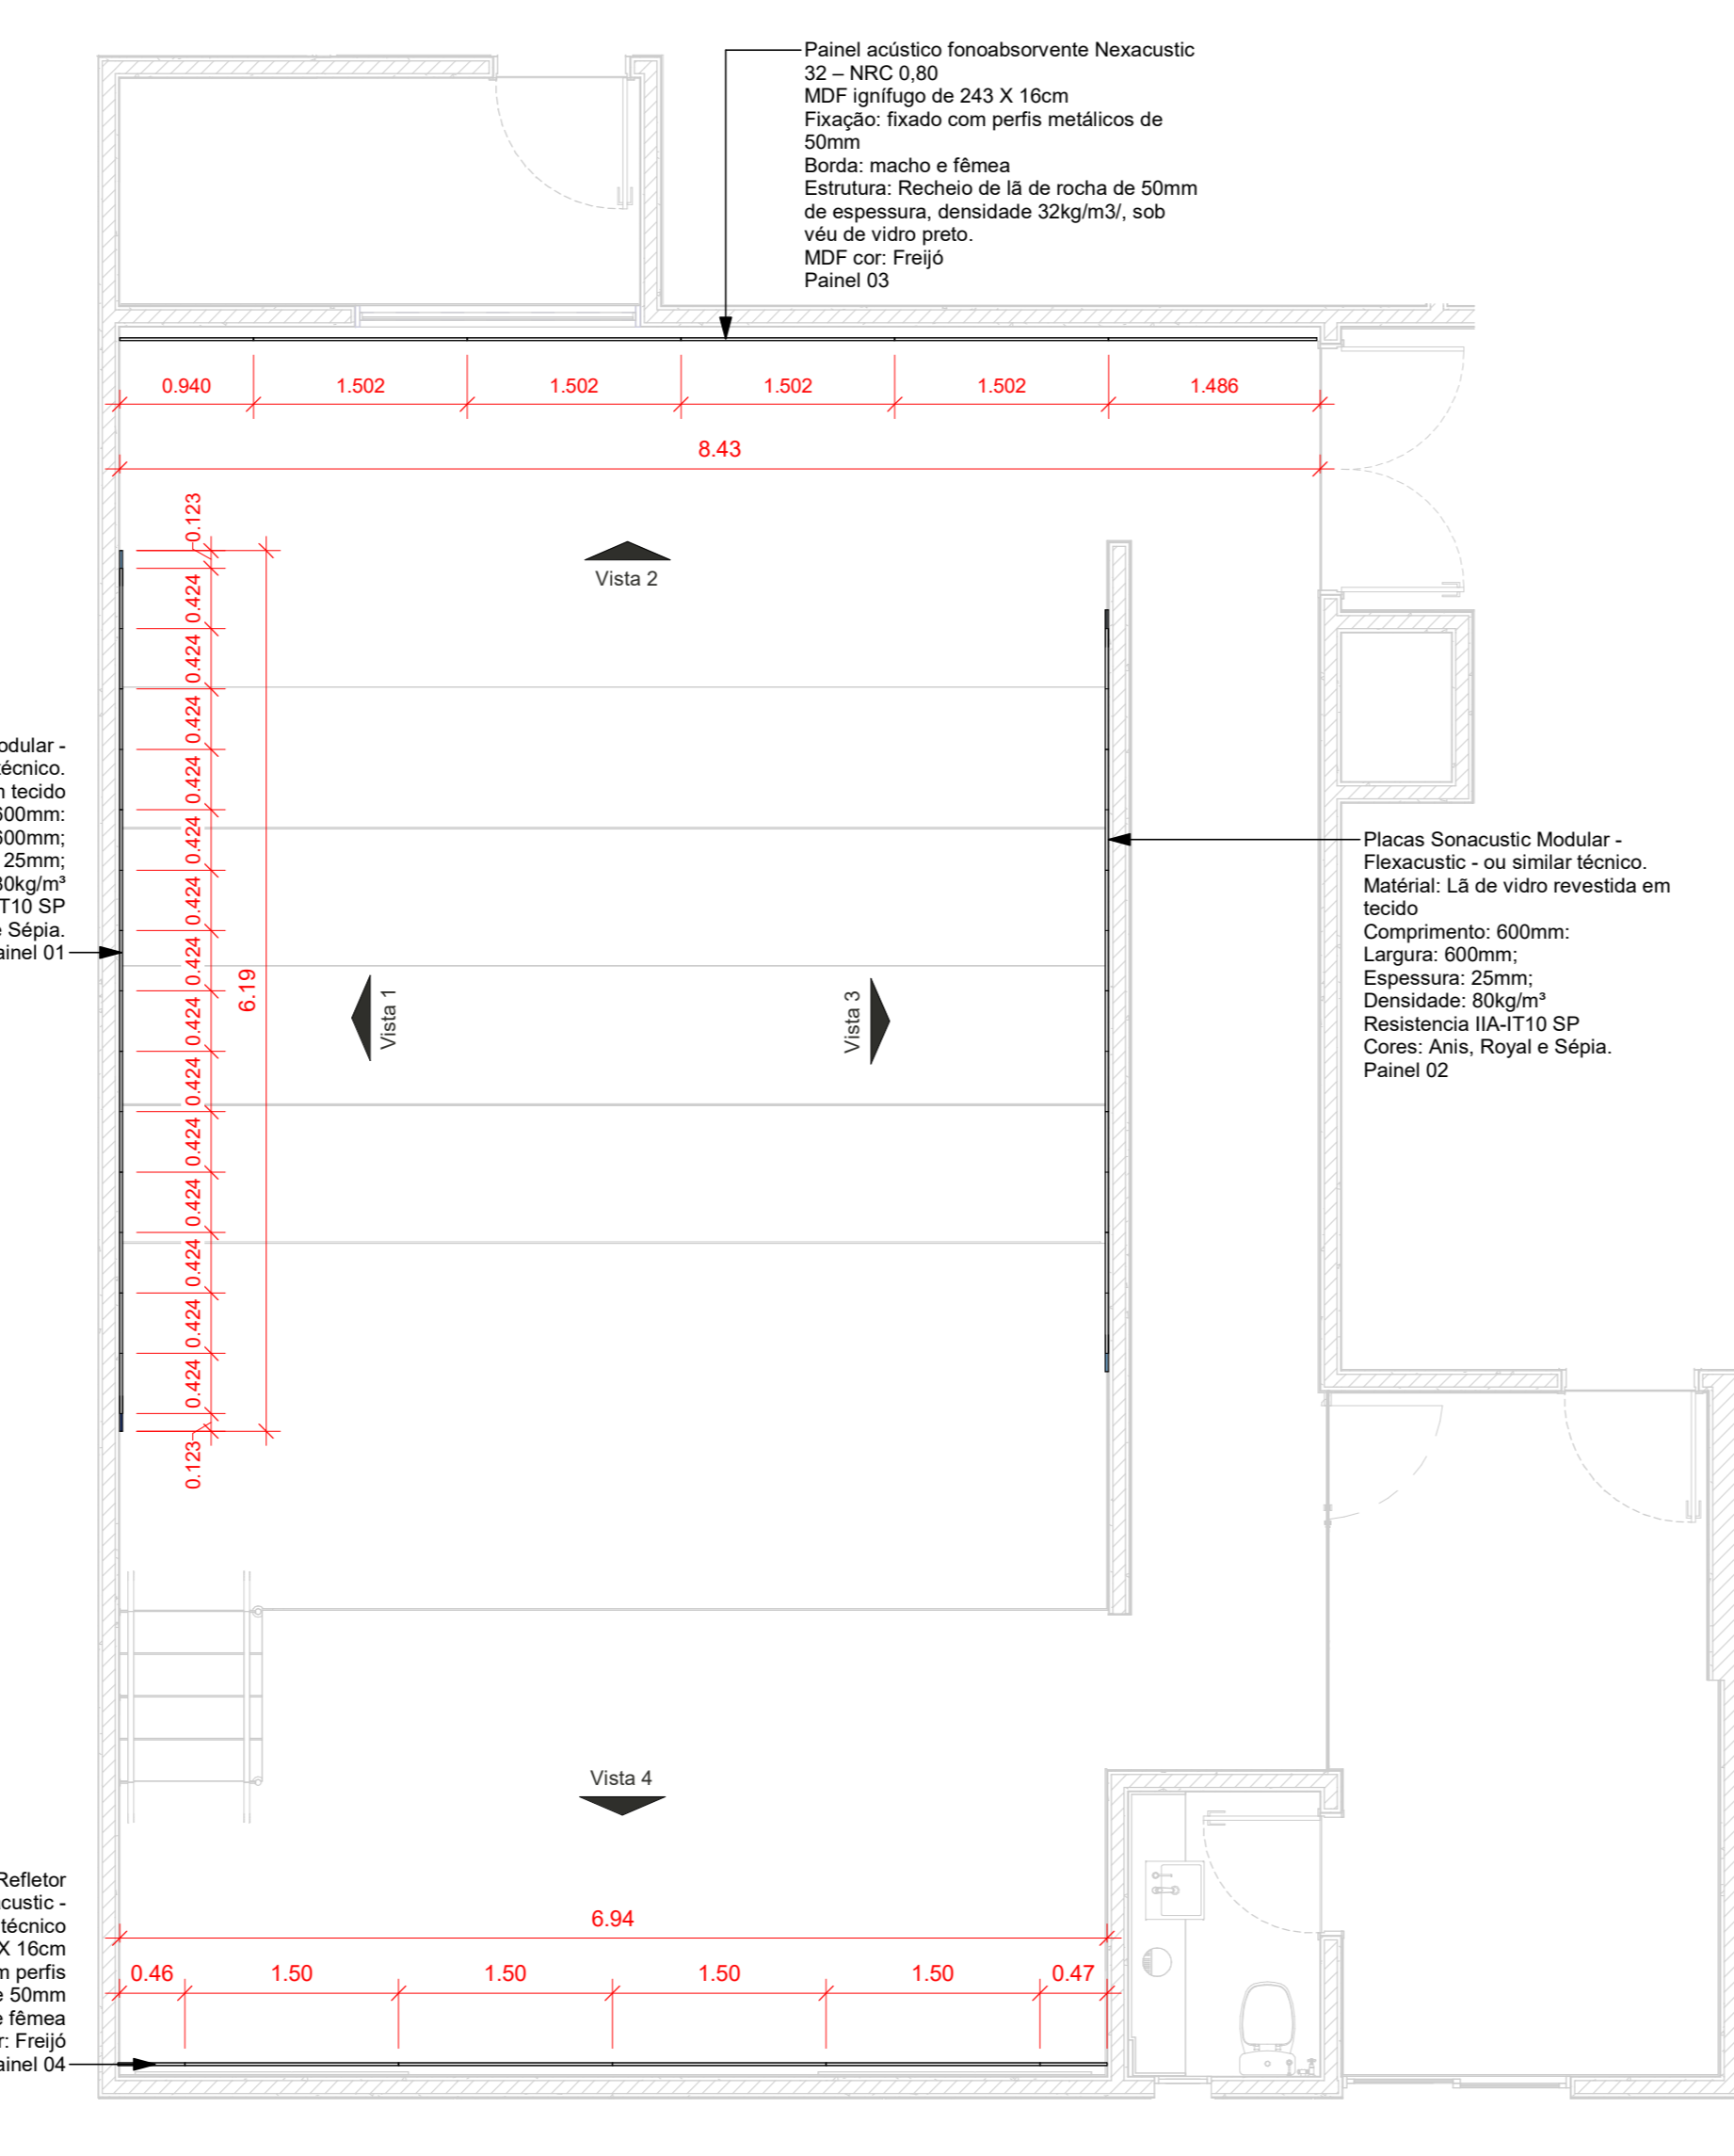 Painel acústico fonoabsorvente Nexacustic
32 – NRC 0,80
MDF ignífugo de 243 X 16cm
Fixação: fixado com perfis metálicos de
50mm
Borda: macho e fêmea
Estrutura: Recheio de lã de rocha de 50mm
de espessura, densidade 32kg/m3/, sob
véu de vidro preto.
MDF cor: Freijó
Painel 03
0.940
1.502
1.502
1.502
1.502
1.486
8.43
0.123
0.424
0.424
0.424
0.424
0.424
0.424
0.424
0.424
0.424
0.424
0.424
0.424
0.424
0.424
0.123
6.19
Vista 2
Vista 1
Vista 3
odular -
técnico.
tecido
600mm:
600mm;
25mm;
80kg/m³
IT10 SP
e Sépia.
ainel 01
Placas Sonacustic Modular -
Flexacustic - ou similar técnico.
Matérial: Lã de vidro revestida em
tecido
Comprimento: 600mm:
Largura: 600mm;
Espessura: 25mm;
Densidade: 80kg/m³
Resistencia IIA-IT10 SP
Cores: Anis, Royal e Sépia.
Painel 02
Vista 4
Refletor
custic -
técnico
X 16cm
perfis
e 50mm
e fêmea
r: Freijó
ainel 04
6.94
0.46
1.50
1.50
1.50
1.50
0.47